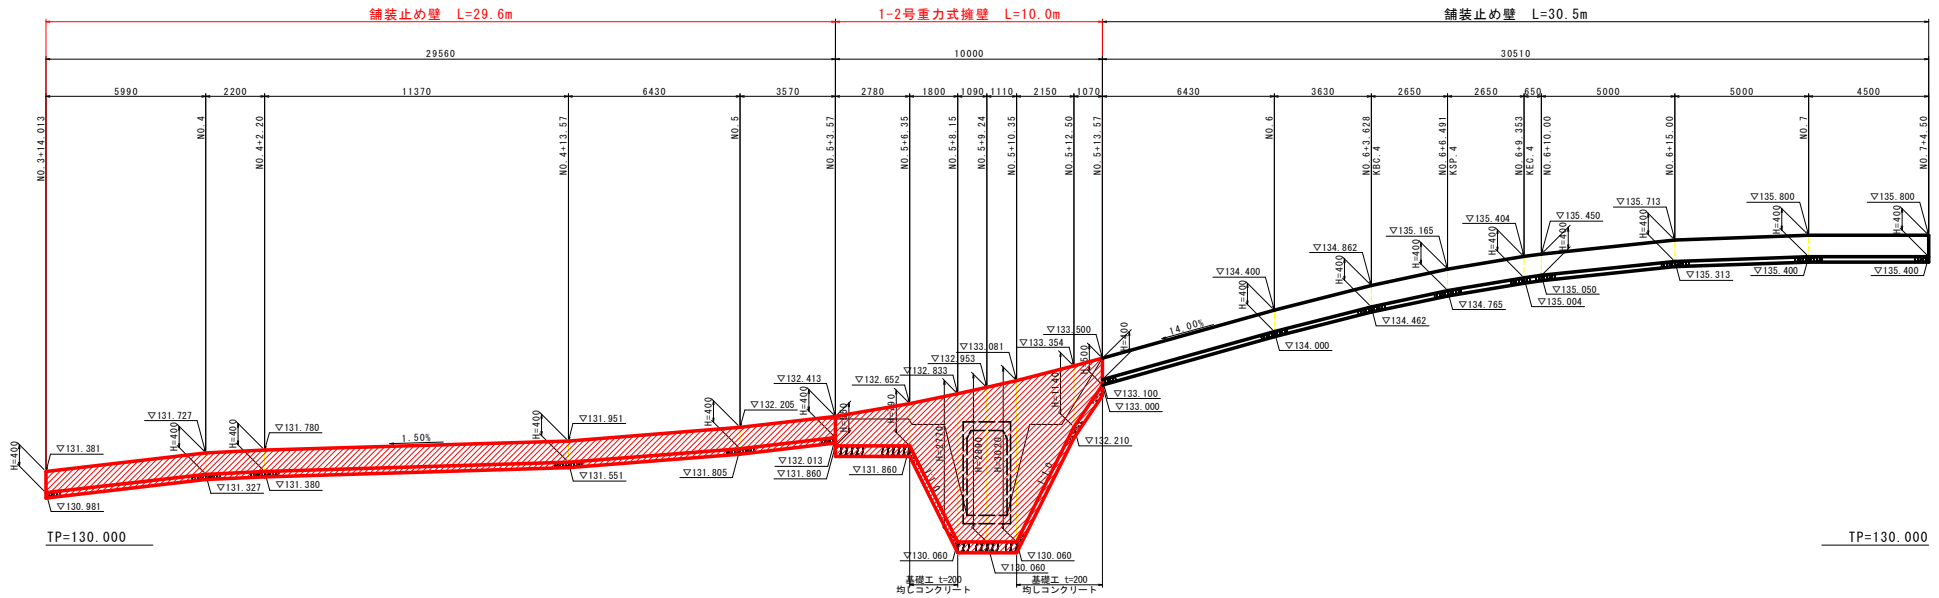 舗装止め壁　L=29.6m
1-2号重力式擁壁　L=10.0m
舗装止め壁　L=30.5m
29560
10000
30510
5990
2200
11370
6430
3570
2780
1800
1090
1110
2150
1070
6430
3630
2650
2650
650
5000
5000
4500
NO.3+14.013
NO.4
NO.4+2.20
NO.4+13.57
NO.5
NO.5+3.57
NO.5+6.35
NO.5+8.15
NO.5+9.24
NO.5+10.35
NO.5+12.50
NO.5+13.57
NO.6
NO.6+3.628
KBC.4
NO.6+6.491
KSP.4
NO.6+9.353
KEC.4
NO.6+10.00
NO.6+15.00
NO.7
NO.7+4.50
▽131.381
▽131.727
▽131.780
▽131.951
▽132.205
▽132.413
▽132.652
▽132.833
▽132.953
▽133.081
▽133.354
▽133.500
▽134.400
▽134.862
▽135.165
▽135.404
▽135.450
▽135.713
▽135.800
▽135.800
H=400
H=400
H=400
H=400
H=400
H=400
H=2770
H=2890
H=3020
H=1140
H=400
H=400
H=400
H=400
H=400
H=400
H=400
H=400
H=400
1.50%
14.00%
1:1.0
1:1.0
▽130.981
▽131.327
▽131.380
▽131.551
▽131.805
▽132.013
▽131.860
▽131.860
▽130.060
▽130.060
▽130.060
▽132.210
▽133.100
▽133.000
▽134.000
▽134.462
▽134.765
▽135.004
▽135.050
▽135.313
▽135.400
▽135.400
TP=130.000
TP=130.000
基礎工 t=200
均しコンクリート
基礎工 t=200
均しコンクリート